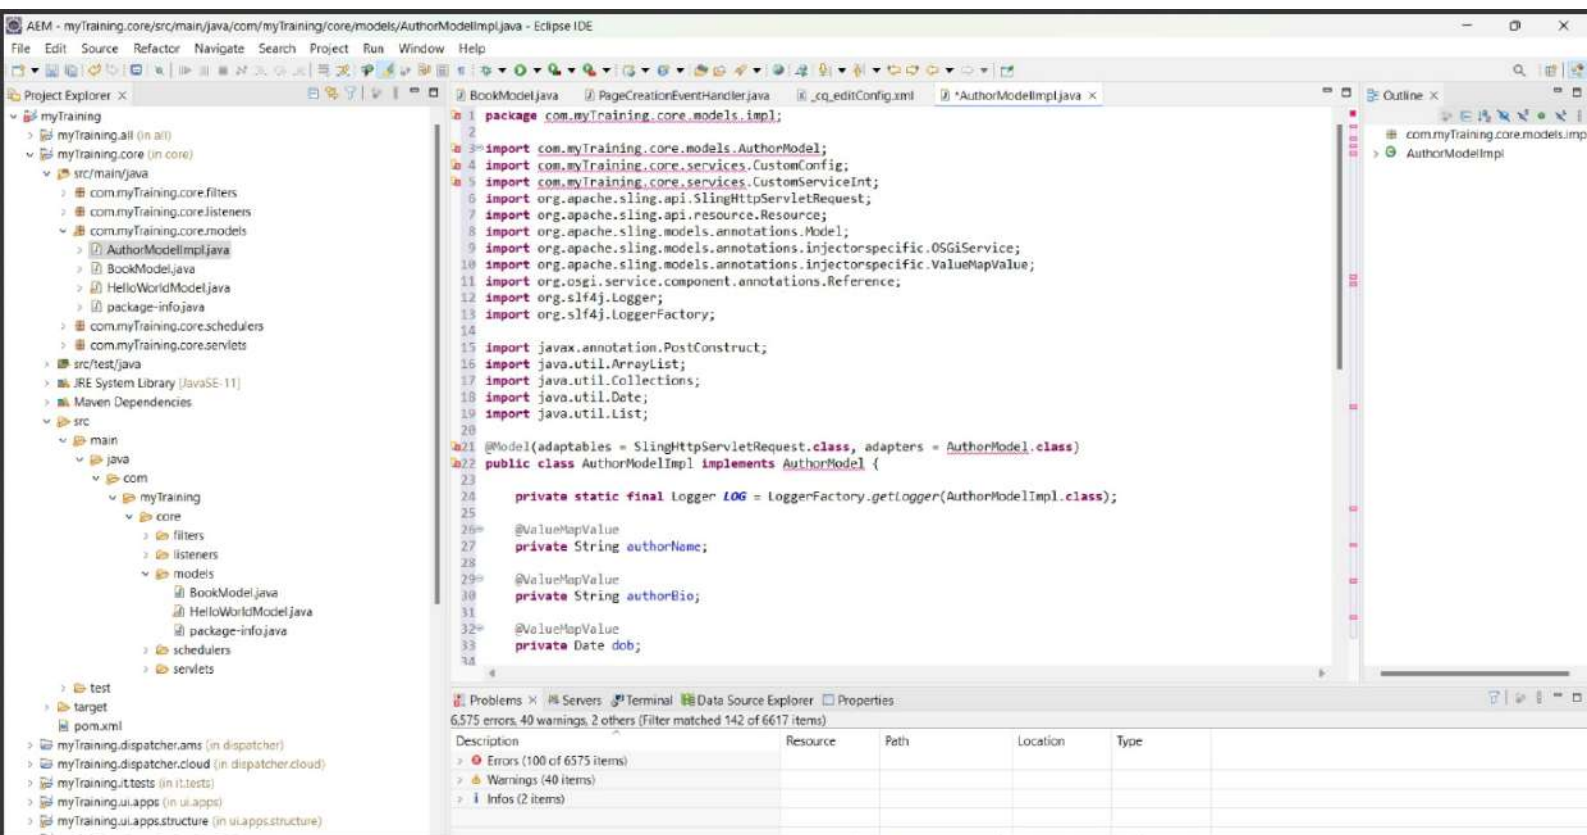 AEM - myTraining.core/src/main/java/com/myTraining/core/models/AuthorModelImpl.java - Eclipse IDE
File Edit Source Refactor Navigate Search Project Run Window Help
Project Explorer
myTraining
myTraining.all (in all)
myTraining.core (in core)
src/main/java
com.myTraining.core.filters
com.myTraining.core.listeners
com.myTraining.core.models
AuthorModelImpl.java
BookModel.java
HelloWorldModel.java
package-info.java
com.myTraining.core.schedulers
com.myTraining.core.servlets
src/test/java
JRE System Library [JavaSE-11]
Maven Dependencies
src
main
java
com
myTraining
core
filters
listeners
models
BookModel.java
HelloWorldModel.java
package-info.java
schedulers
servlets
test
target
pom.xml
myTraining.dispatcher.ams (in dispatcher)
myTraining.dispatcher.cloud (in dispatcher.cloud)
myTraining.it.tests (in it.tests)
myTraining.ui.apps (in ui.apps)
myTraining.ui.apps.structure (in ui.apps.structure)
BookModel.java PageCreationEventHandler.java _cq_editConfig.xml *AuthorModelImpl.java
1 package com.myTraining.core.models.impl;
2
3 import com.myTraining.core.models.AuthorModel;
4 import com.myTraining.core.services.CustomConfig;
5 import com.myTraining.core.services.CustomServiceInt;
6 import org.apache.sling.api.SlingHttpServletRequest;
7 import org.apache.sling.api.resource.Resource;
8 import org.apache.sling.models.annotations.Model;
9 import org.apache.sling.models.annotations.injectorspecific.OSGiService;
10 import org.apache.sling.models.annotations.injectorspecific.ValueMapValue;
11 import org.osgi.service.component.annotations.Reference;
12 import org.slf4j.Logger;
13 import org.slf4j.LoggerFactory;
14
15 import javax.annotation.PostConstruct;
16 import java.util.ArrayList;
17 import java.util.Collections;
18 import java.util.Date;
19 import java.util.List;
20
21 @Model(adaptables = SlingHttpServletRequest.class, adapters = AuthorModel.class)
22 public class AuthorModelImpl implements AuthorModel {
23
24 private static final Logger LOG = LoggerFactory.getLogger(AuthorModelImpl.class);
25
26 @ValueMapValue
27 private String authorName;
28
29 @ValueMapValue
30 private String authorBio;
31
32 @ValueMapValue
33 private Date dob;
34
Outline
com.myTraining.core.models.imp
AuthorModelImpl
Problems Servers Terminal Data Source Explorer Properties
6,575 errors, 40 warnings, 2 others (Filter matched 142 of 6617 items)
Description Resource Path Location Type
Errors (100 of 6575 items)
Warnings (40 items)
Infos (2 items)